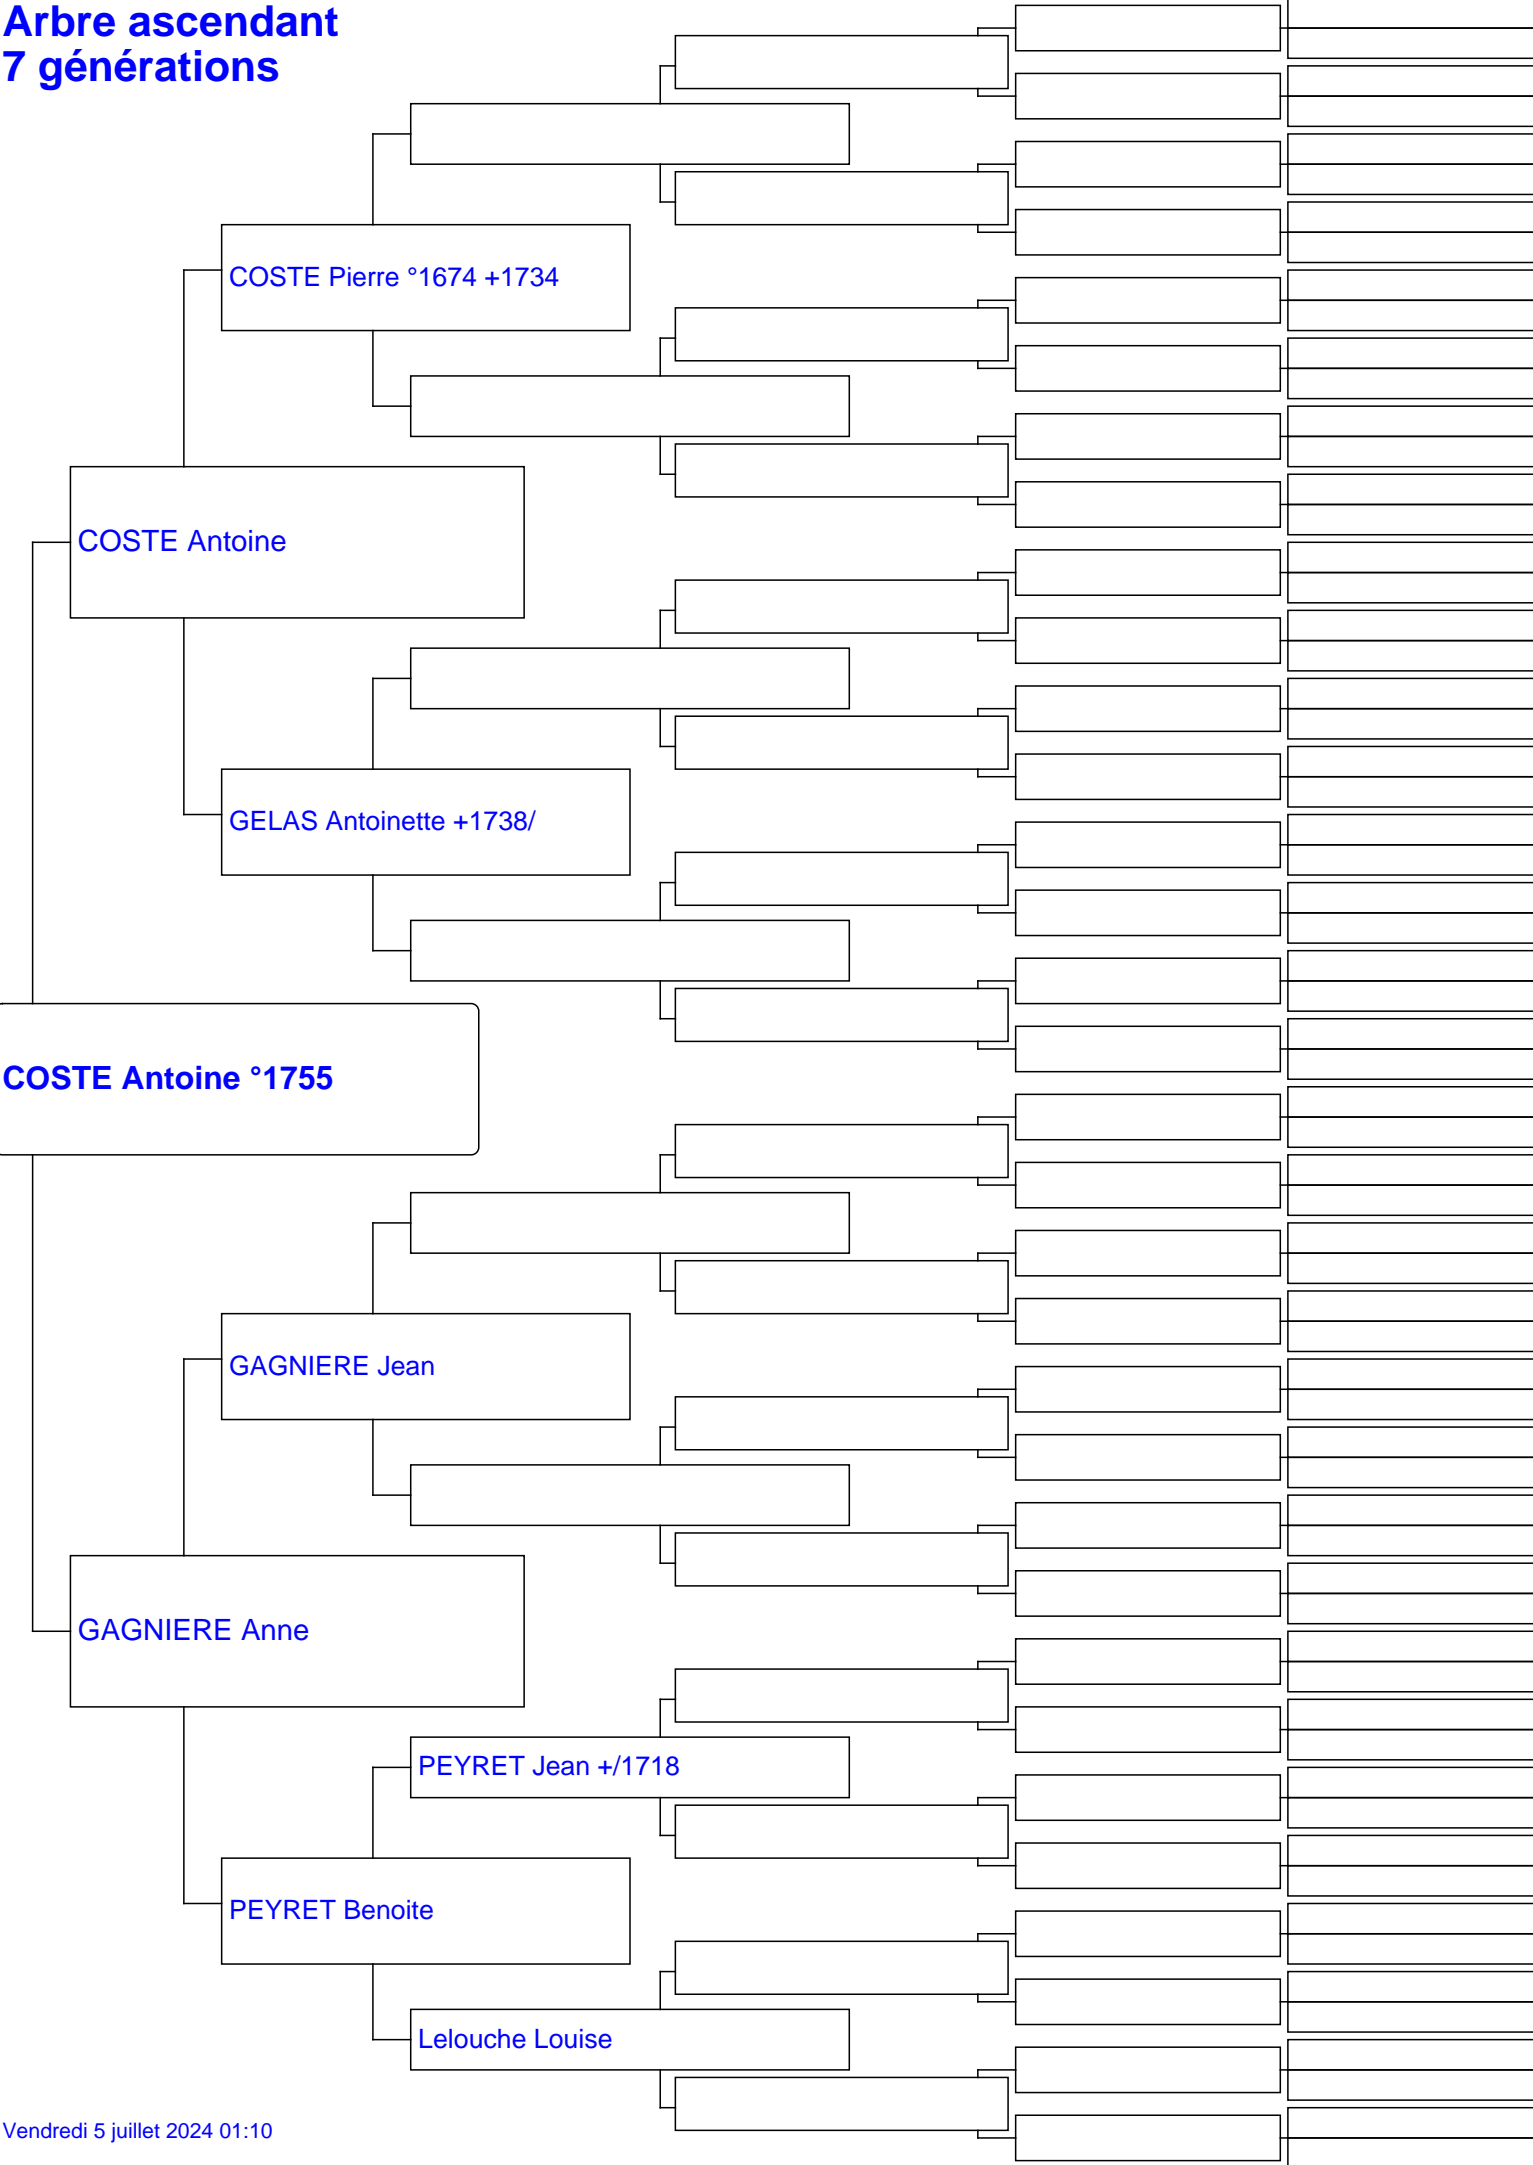 Arbre ascendant
7 générations
COSTE Pierre °1674 +1734
COSTE Antoine
GELAS Antoinette +1738/
COSTE Antoine °1755
GAGNIERE Jean
GAGNIERE Anne
PEYRET Jean +/1718
PEYRET Benoite
Lelouche Louise
Vendredi 5 juillet 2024 01:10